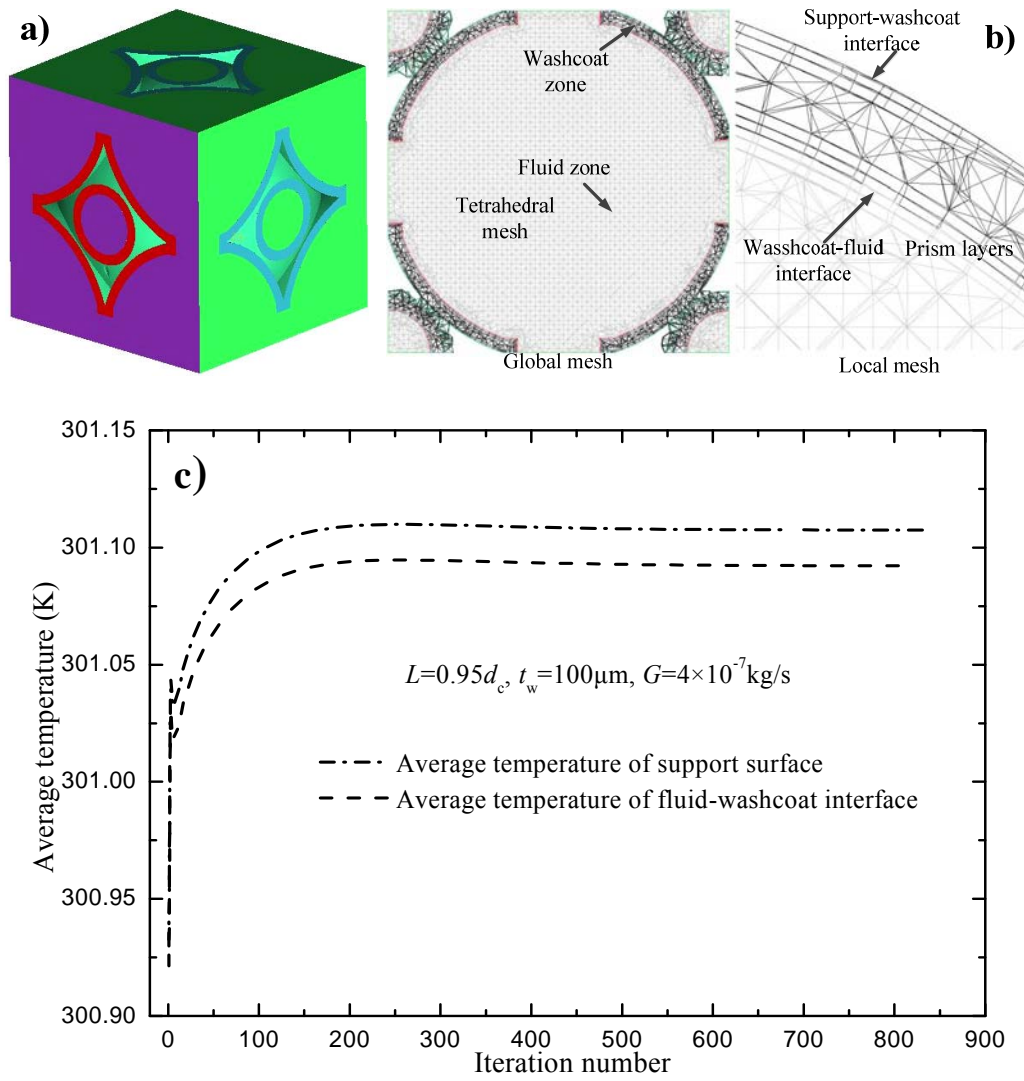 a)
Support-washcoat
interface
b)
Washcoat
zone
Fluid zone
Tetrahedral
mesh
Wasshcoat-fluid
interface
Prism layers
Global mesh
Local mesh
c)
301.15
301.10
301.05
301.00
300.95
300.90
Average temperature (K)
L=0.95d_c, t_w=100μm, G=4×10⁻⁷kg/s
Average temperature of support surface
Average temperature of fluid-washcoat interface
0 100 200 300 400 500 600 700 800 900
Iteration number